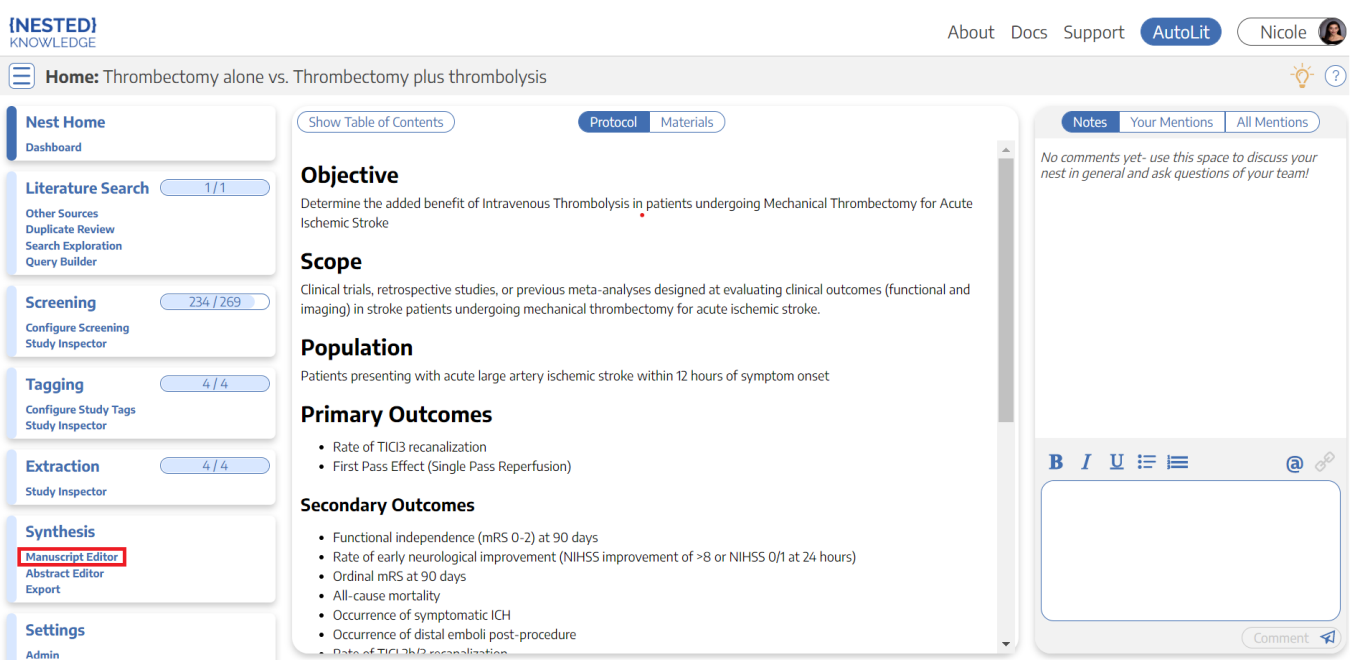 {NESTED}
KNOWLEDGE
About Docs Support AutoLit Nicole
Home: Thrombectomy alone vs. Thrombectomy plus thrombolysis
?
Nest Home
Dashboard
Literature Search 1/1
Other Sources
Duplicate Review
Search Exploration
Query Builder
Screening 234/269
Configure Screening
Study Inspector
Tagging 4/4
Configure Study Tags
Study Inspector
Extraction 4/4
Study Inspector
Synthesis
Manuscript Editor
Abstract Editor
Export
Settings
Admin
Show Table of Contents Protocol Materials
Objective
Determine the added benefit of Intravenous Thrombolysis in patients undergoing Mechanical Thrombectomy for Acute
Ischemic Stroke
Scope
Clinical trials, retrospective studies, or previous meta-analyses designed at evaluating clinical outcomes (functional and
imaging) in stroke patients undergoing mechanical thrombectomy for acute ischemic stroke.
Population
Patients presenting with acute large artery ischemic stroke within 12 hours of symptom onset
Primary Outcomes
• Rate of TICI3 recanalization
• First Pass Effect (Single Pass Reperfusion)
Secondary Outcomes
• Functional independence (mRS 0-2) at 90 days
• Rate of early neurological improvement (NIHSS improvement of >8 or NIHSS 0/1 at 24 hours)
• Ordinal mRS at 90 days
• All-cause mortality
• Occurrence of symptomatic ICH
• Occurrence of distal emboli post-procedure
• Rate of TICI 2b/3 recanalization
Notes Your Mentions All Mentions
No comments yet- use this space to discuss your
nest in general and ask questions of your team!
B I U @
Comment